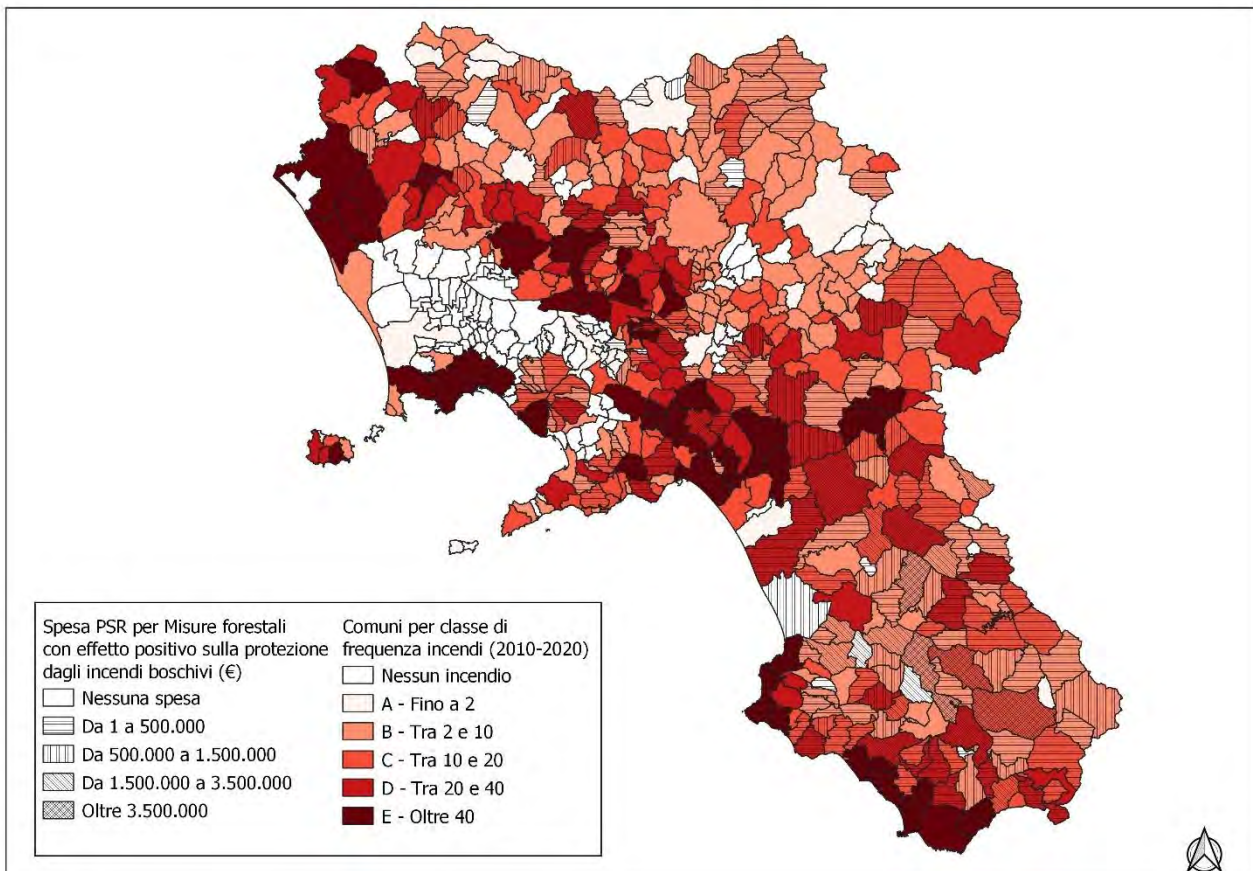 Spesa PSR per Misure forestali
con effetto positivo sulla protezione
dagli incendi boschivi (€)
Nessuna spesa
Da 1 a 500.000
Da 500.000 a 1.500.000
Da 1.500.000 a 3.500.000
Oltre 3.500.000
Comuni per classe di
frequenza incendi (2010-2020)
Nessun incendio
A - Fino a 2
B - Tra 2 e 10
C - Tra 10 e 20
D - Tra 20 e 40
E - Oltre 40